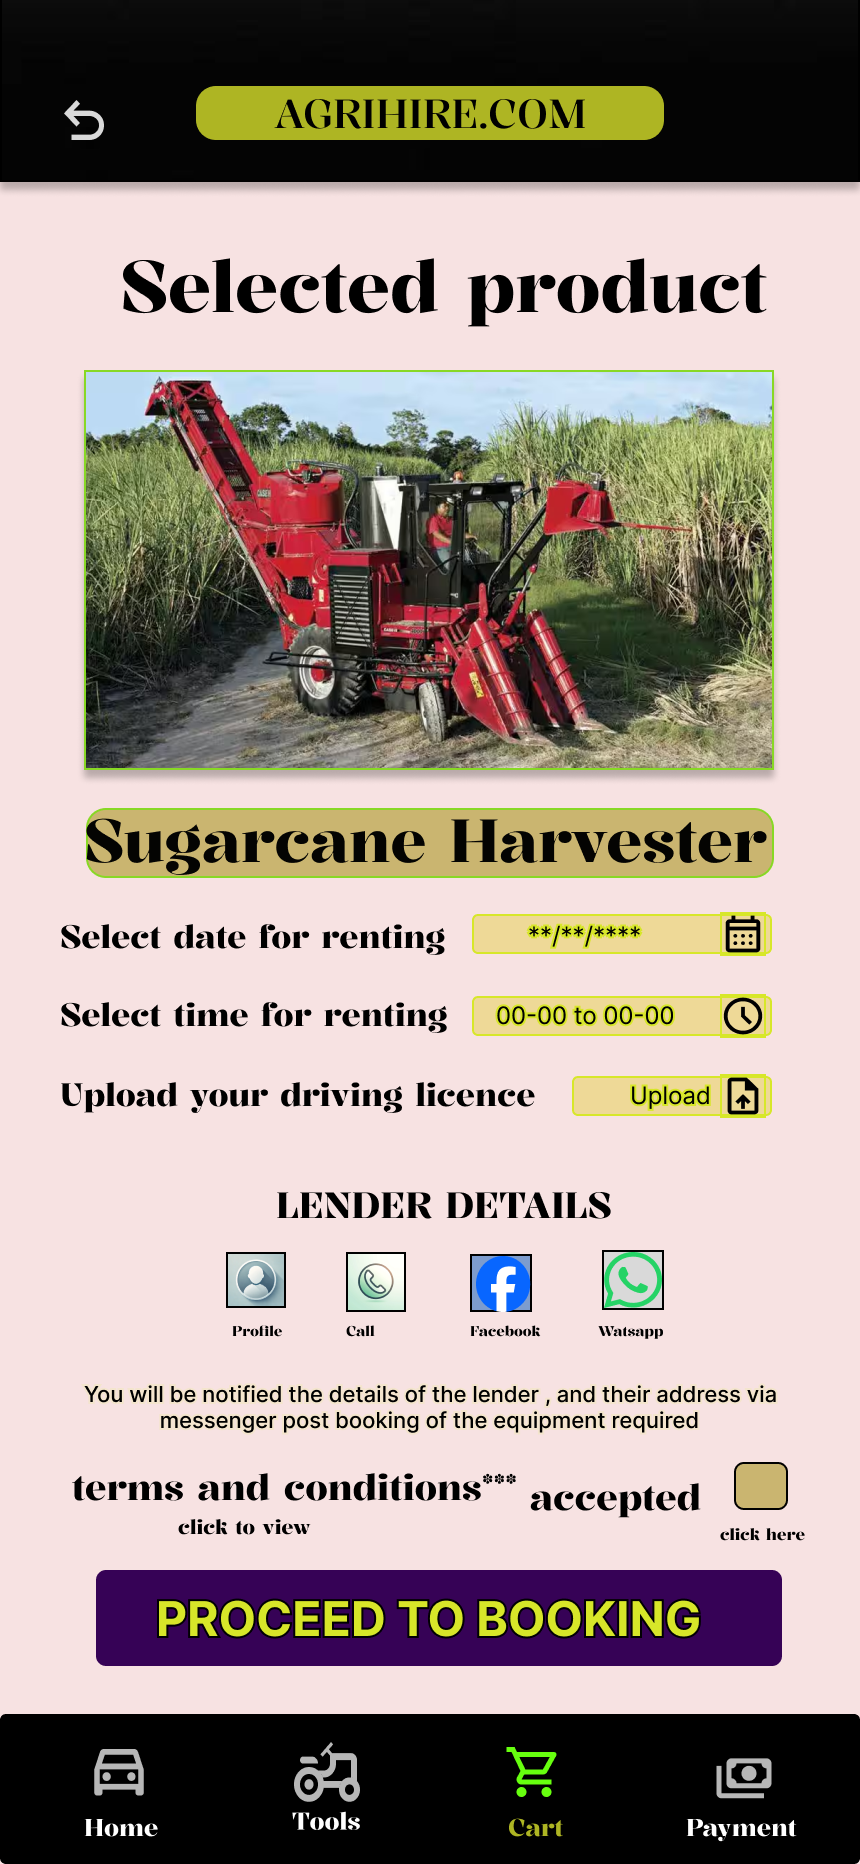 AGRIHIRE.COM
Selected product
CASE IH
Sugarcane Harvester
Select date for renting **/**/****
Select time for renting 00-00 to 00-00
Upload your driving licence Upload
LENDER DETAILS
Profile Call Facebook Watsapp
You will be notified the details of the lender , and their address via
messenger post booking of the equipment required
terms and conditions*** accepted
click to view click here
PROCEED TO BOOKING
Home Tools Cart Payment